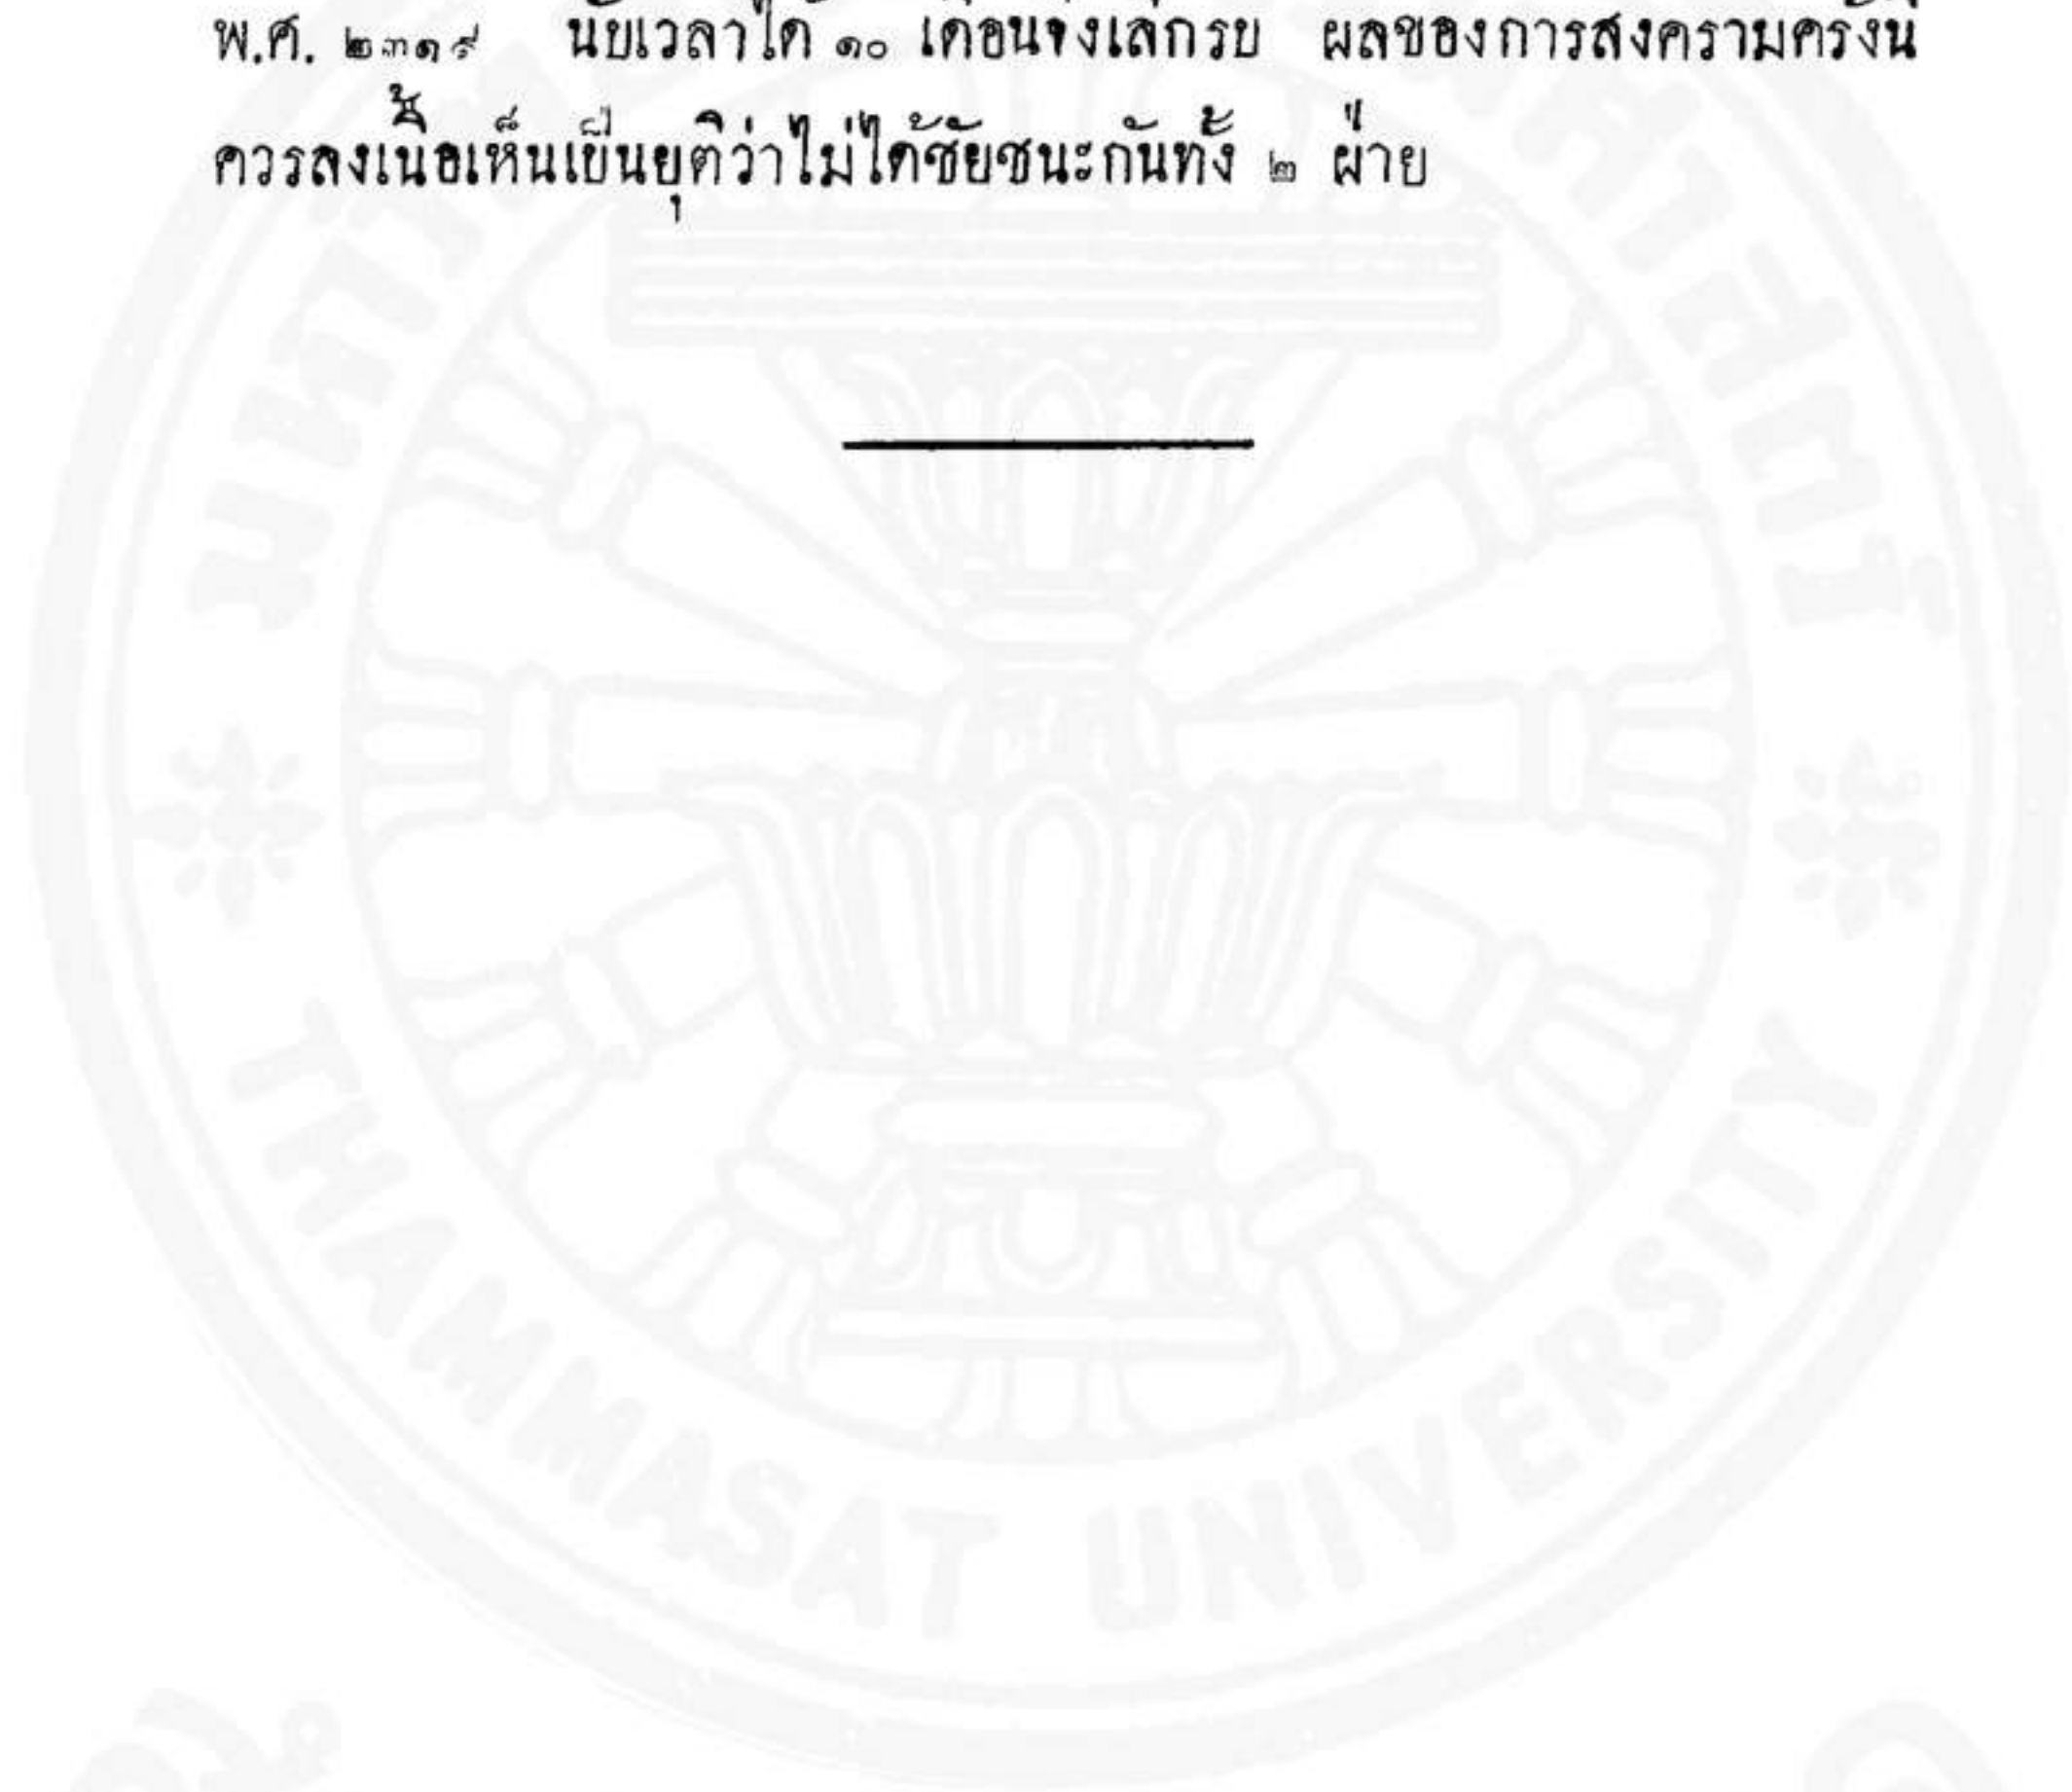 พ.ศ. ๒๓๑๙ นับเวลาได้ ๑๐ เดือนจึงเลิกรบ ผลของการสงครามครั้งนี้
ควรลงเนื้อเห็นเป็นยุติว่าไม่ได้ชัยชนะกันทั้ง ๒ ฝ่าย
THAMMASAT UNIVERSITY